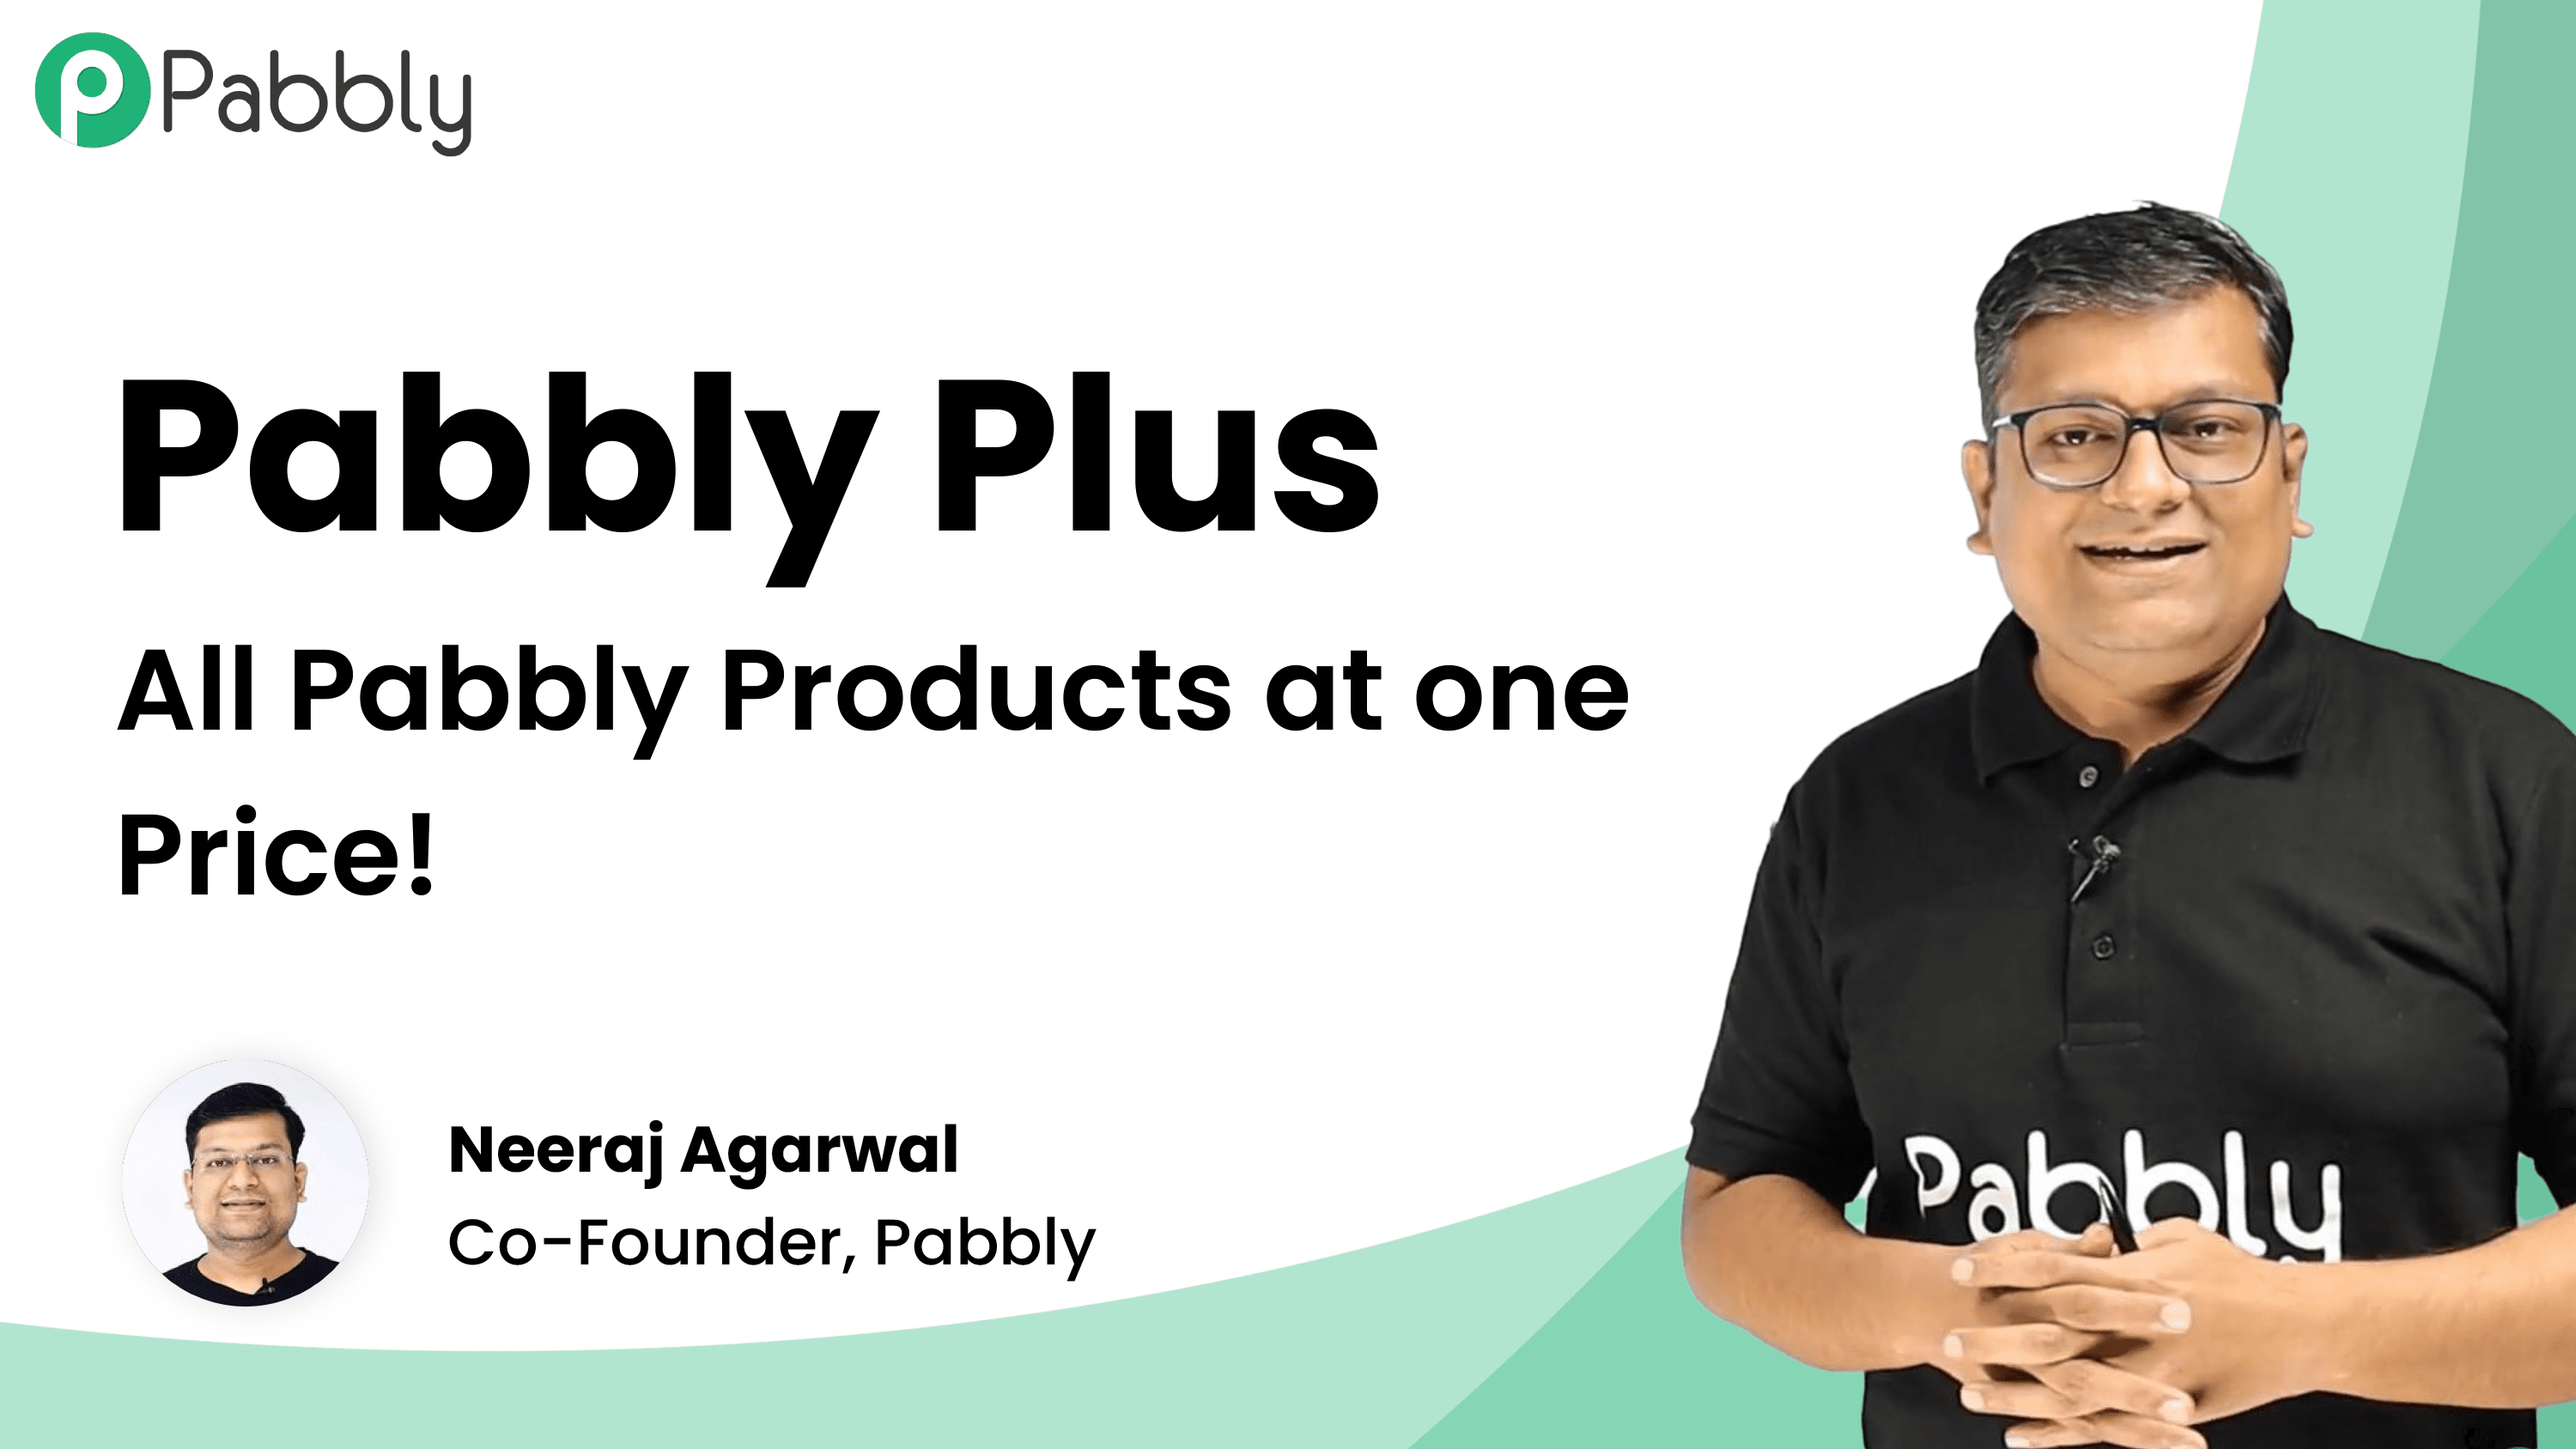 Pabbly
Pabbly Plus
All Pabbly Products at one
Price!
Neeraj Agarwal
Co-Founder, Pabbly
Pabbly